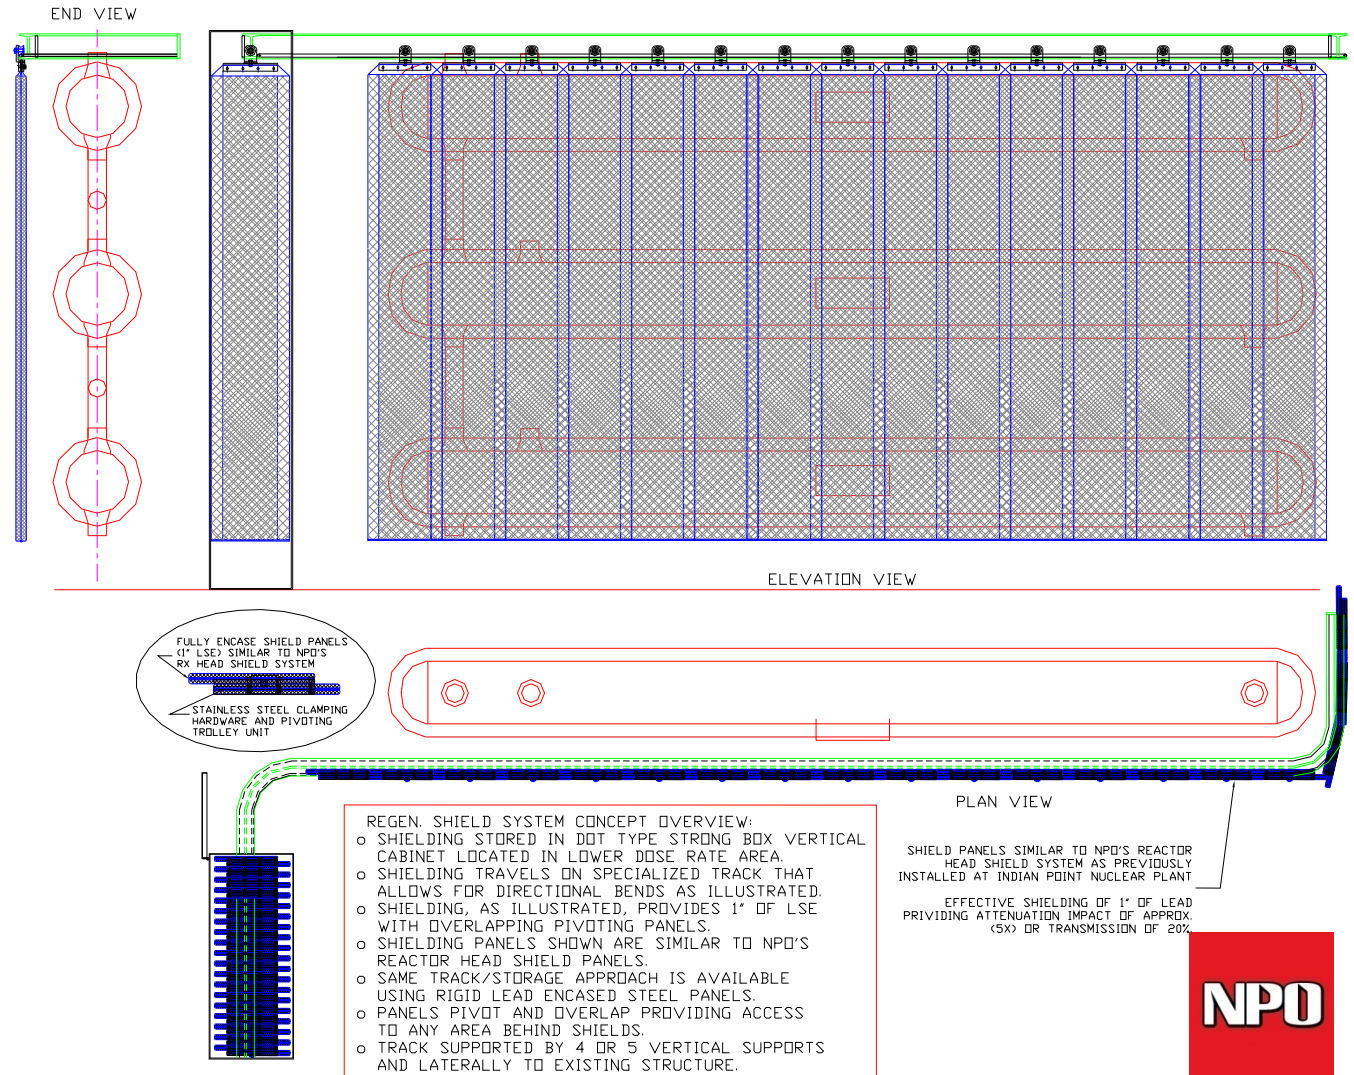 END VIEW
ELEVATION VIEW
FULLY ENCASE SHIELD PANELS
(1" LSE) SIMILAR TO NPO'S
RX HEAD SHIELD SYSTEM
STAINLESS STEEL CLAMPING
HARDWARE AND PIVOTING
TROLLEY UNIT
PLAN VIEW
REGEN. SHIELD SYSTEM CONCEPT OVERVIEW:
o SHIELDING STORED IN DOT TYPE STRONG BOX VERTICAL
CABINET LOCATED IN LOWER DOSE RATE AREA.
o SHIELDING TRAVELS ON SPECIALIZED TRACK THAT
ALLOWS FOR DIRECTIONAL BENDS AS ILLUSTRATED.
o SHIELDING, AS ILLUSTRATED, PROVIDES 1" OF LSE
WITH OVERLAPPING PIVOTING PANELS.
o SHIELDING PANELS SHOWN ARE SIMILAR TO NPO'S
REACTOR HEAD SHIELD PANELS.
o SAME TRACK/STORAGE APPROACH IS AVAILABLE
USING RIGID LEAD ENCASED STEEL PANELS.
o PANELS PIVOT AND OVERLAP PROVIDING ACCESS
TO ANY AREA BEHIND SHIELDS.
o TRACK SUPPORTED BY 4 OR 5 VERTICAL SUPPORTS
AND LATERALLY TO EXISTING STRUCTURE.
SHIELD PANELS SIMILAR TO NPO'S REACTOR
HEAD SHIELD SYSTEM AS PREVIOUSLY
INSTALLED AT INDIAN POINT NUCLEAR PLANT
EFFECTIVE SHIELDING OF 1" OF LEAD
PRIVIDING ATTENUATION IMPACT OF APPROX.
(5X) OR TRANSMISSION OF 20%.
NPO